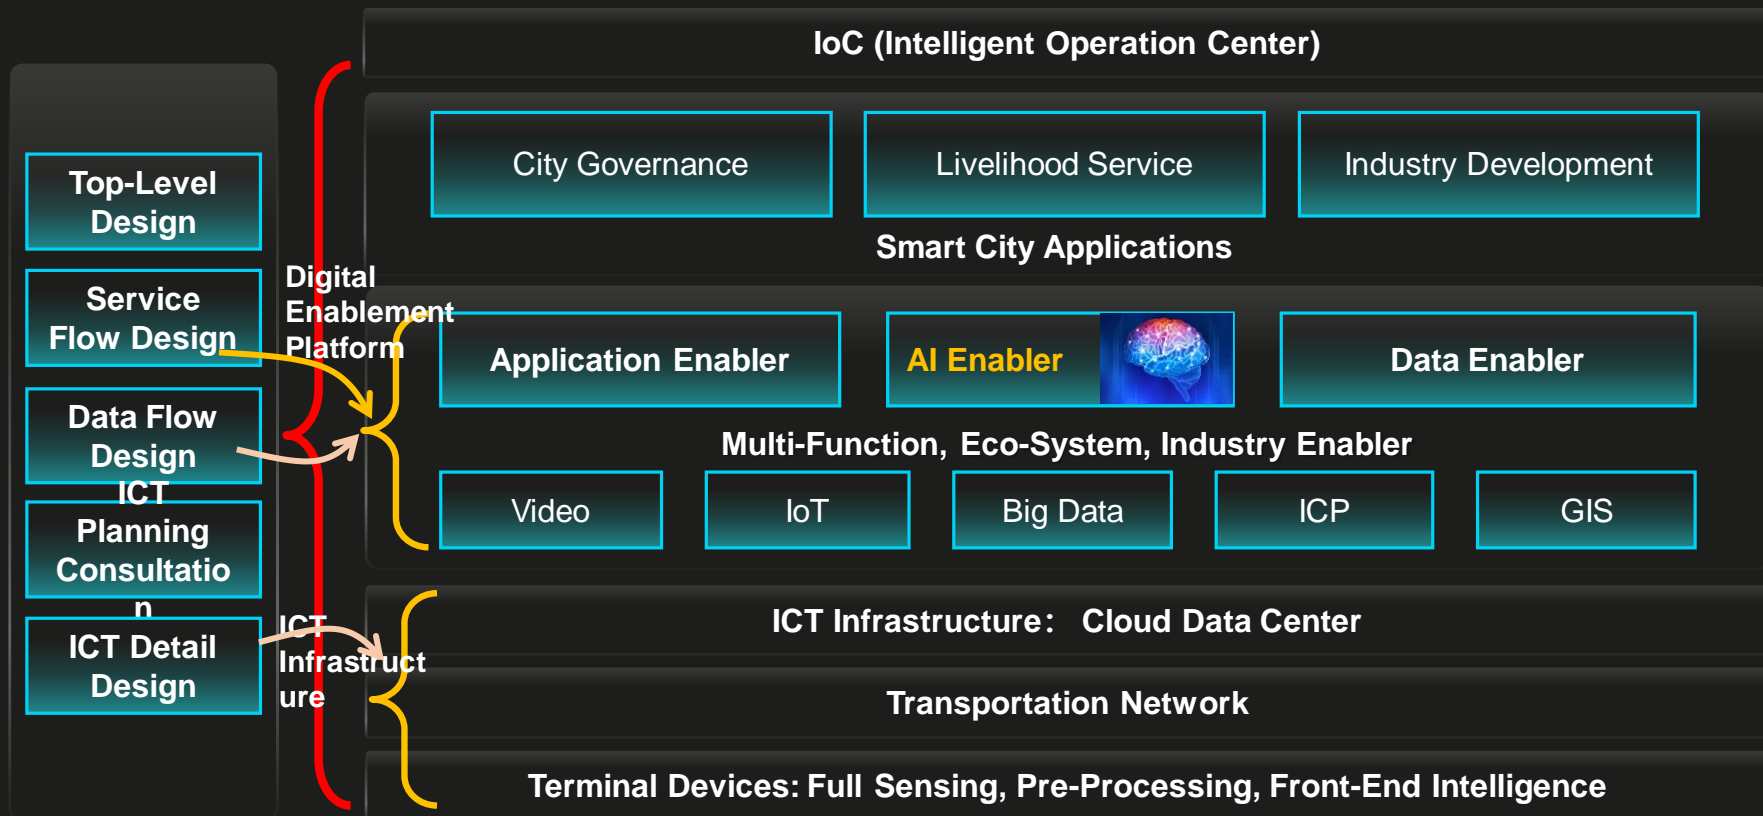 IoC (Intelligent Operation Center)
Top-Level
Design
Service
Flow Design
Data Flow
Design
ICT
Planning
Consultatio
n
ICT Detail
Design
Digital
Enablement
Platform
ICT
Infrastruct
ure
City Governance
Livelihood Service
Industry Development
Smart City Applications
Application Enabler
AI Enabler
Data Enabler
Multi-Function, Eco-System, Industry Enabler
Video
IoT
Big Data
ICP
GIS
ICT Infrastructure： Cloud Data Center
Transportation Network
Terminal Devices: Full Sensing, Pre-Processing, Front-End Intelligence